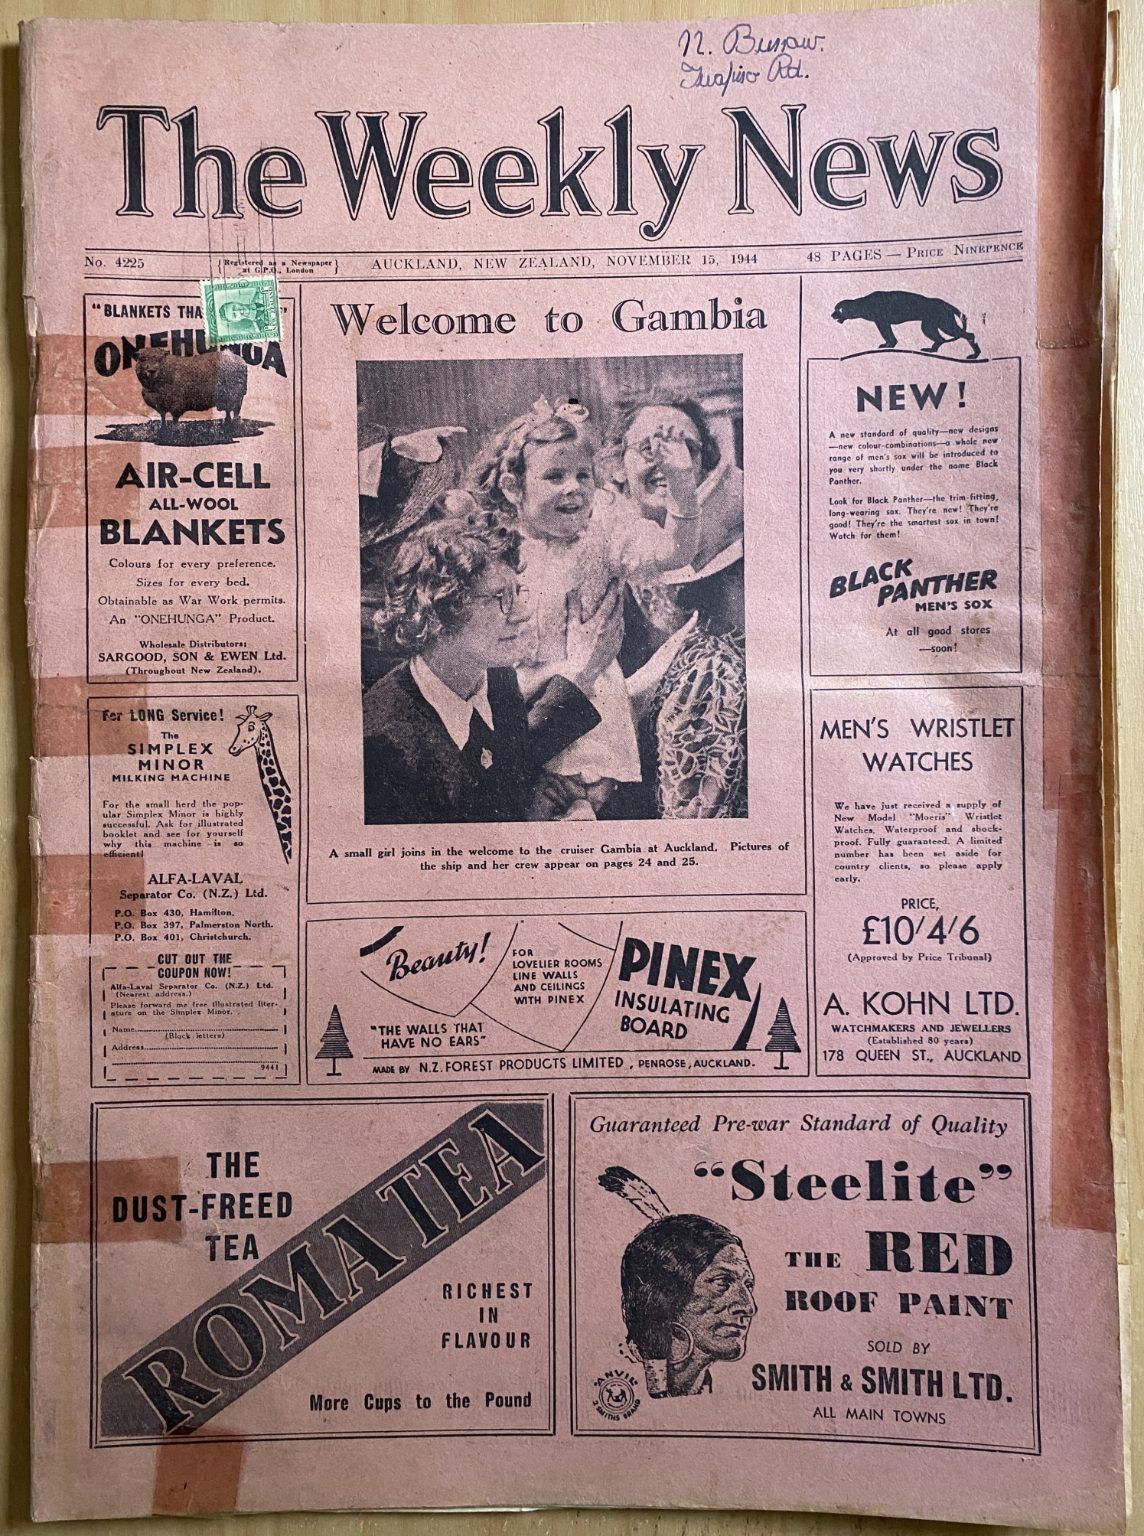 N. Burrow.
Rd.
The Weekly News
No. 4225
{Registered as a Newspaper
at G.P.O., London}
AUCKLAND, NEW ZEALAND, NOVEMBER 15, 1944
48 PAGES — PRICE NINEPENCE
"BLANKETS THA
ONEHUNGA
AIR-CELL
ALL-WOOL
BLANKETS
Colours for every preference.
Sizes for every bed.
Obtainable as War Work permits.
An "ONEHUNGA" Product.
Wholesale Distributors:
SARGOOD, SON & EWEN Ltd.
(Throughout New Zealand).
For LONG Service!
The
SIMPLEX
MINOR
MILKING MACHINE
For the small herd the pop-
ular Simplex Minor is highly
successful. Ask for illustrated
booklet and see for yourself
why this machine is so
efficient!
ALFA-LAVAL
Separator Co. (N.Z.) Ltd.
P.O. Box 430, Hamilton.
P.O. Box 397, Palmerston North.
P.O. Box 401, Christchurch.
CUT OUT THE
COUPON NOW!
Alfa-Laval Separator Co. (N.Z.) Ltd.
(Nearest address.)
Please forward me free illustrated liter-
ature on the Simplex Minor.
Name
(Block letters)
Address
9441
Welcome to Gambia
A small girl joins in the welcome to the cruiser Gambia at Auckland. Pictures of
the ship and her crew appear on pages 24 and 25.
Beauty!
FOR
LOVELIER ROOMS
LINE WALLS
AND CEILINGS
WITH PINEX
PINEX
INSULATING
BOARD
"THE WALLS THAT
HAVE NO EARS"
MADE BY N.Z. FOREST PRODUCTS LIMITED, PENROSE, AUCKLAND.
NEW!
A new standard of quality—new designs
—new colour-combinations—a whole new
range of men's sox will be introduced to
you very shortly under the name Black
Panther.
Look for Black Panther—the trim-fitting,
long-wearing sox. They're new! They're
good! They're the smartest sox in town!
Watch for them!
BLACK
PANTHER
MEN'S SOX
At all good stores
—soon!
MEN'S WRISTLET
WATCHES
We have just received a supply of
New Model "Moeris" Wristlet
Watches, Waterproof and shock-
proof. Fully guaranteed. A limited
number has been set aside for
country clients, so please apply
early.
PRICE,
£10/4/6
(Approved by Price Tribunal)
A. KOHN LTD.
WATCHMAKERS AND JEWELLERS
(Established 80 years)
178 QUEEN ST., AUCKLAND
THE
DUST-FREED
TEA
ROMA TEA
RICHEST
IN
FLAVOUR
More Cups to the Pound
Guaranteed Pre-war Standard of Quality
"Steelite"
THE RED
ROOF PAINT
SOLD BY
SMITH & SMITH LTD.
ALL MAIN TOWNS
"ANVIL"
3 SMITHS BRAND